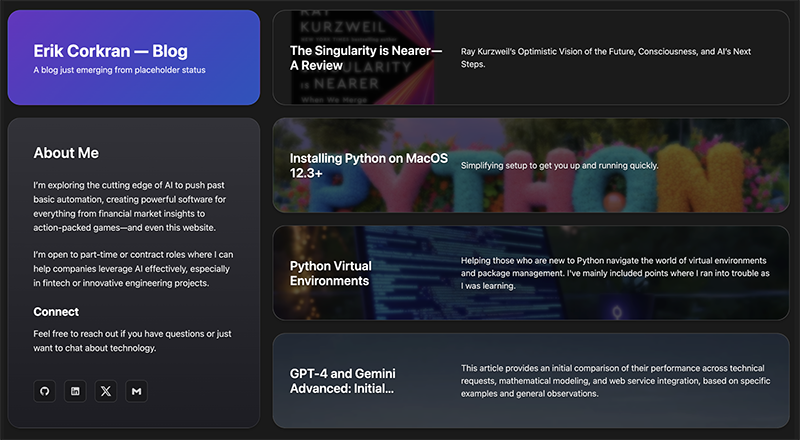 Erik Corkran — Blog
A blog just emerging from placeholder status
About Me
I'm exploring the cutting edge of AI to push past
basic automation, creating powerful software for
everything from financial market insights to
action-packed games—and even this website.
I'm open to part-time or contract roles where I can
help companies leverage AI effectively, especially
in fintech or innovative engineering projects.
Connect
Feel free to reach out if you have questions or just
want to chat about technology.
RAY
KURZWEIL
The Singularity is Nearer—
A Review
SINGULARITY
IS NEARER
When We Merge
Ray Kurzweil's Optimistic Vision of the Future, Consciousness, and AI's Next
Steps.
PYTHON
Installing Python on MacOS
12.3+
Simplifying setup to get you up and running quickly.
Python Virtual
Environments
Helping those who are new to Python navigate the world of virtual environments
and package management. I've mainly included points where I ran into trouble as
I was learning.
GPT-4 and Gemini
Advanced: Initial...
This article provides an initial comparison of their performance across technical
requests, mathematical modeling, and web service integration, based on specific
examples and general observations.